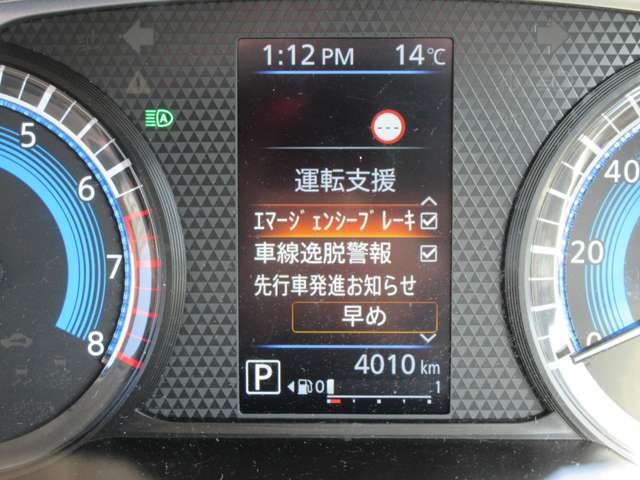 1:12 PM 14℃
---
運転支援
ｴﾏｰｼﾞｪﾝｼｰﾌﾞﾚｰｷ
車線逸脱警報
先行車発進お知らせ
早め
4010 km
P 0 1
A
5
6
7
8
40
20
0